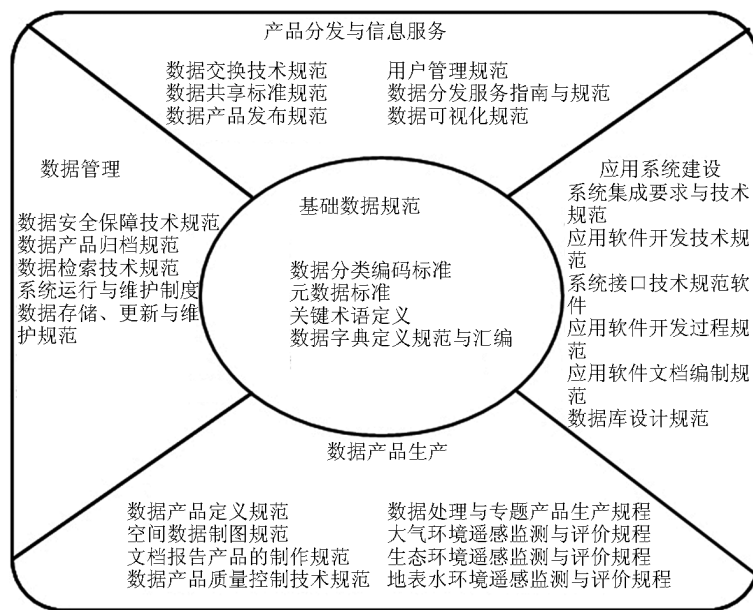 产品分发与信息服务
数据交换技术规范
数据共享标准规范
数据产品发布规范
用户管理规范
数据分发服务指南与规范
数据可视化规范
数据管理
数据安全保障技术规范
数据产品归档规范
数据检索技术规范
系统运行与维护制度
数据存储、更新与维
护规范
基础数据规范
数据分类编码标准
元数据标准
关键术语定义
数据字典定义规范与汇编
应用系统建设
系统集成要求与技术
规范
应用软件开发技术规
范
系统接口技术规范软
件
应用软件开发过程规
范
应用软件文档编制规
范
数据库设计规范
数据产品生产
数据产品定义规范
空间数据制图规范
文档报告产品的制作规范
数据产品质量控制技术规范
数据处理与专题产品生产规程
大气环境遥感监测与评价规程
生态环境遥感监测与评价规程
地表水环境遥感监测与评价规程